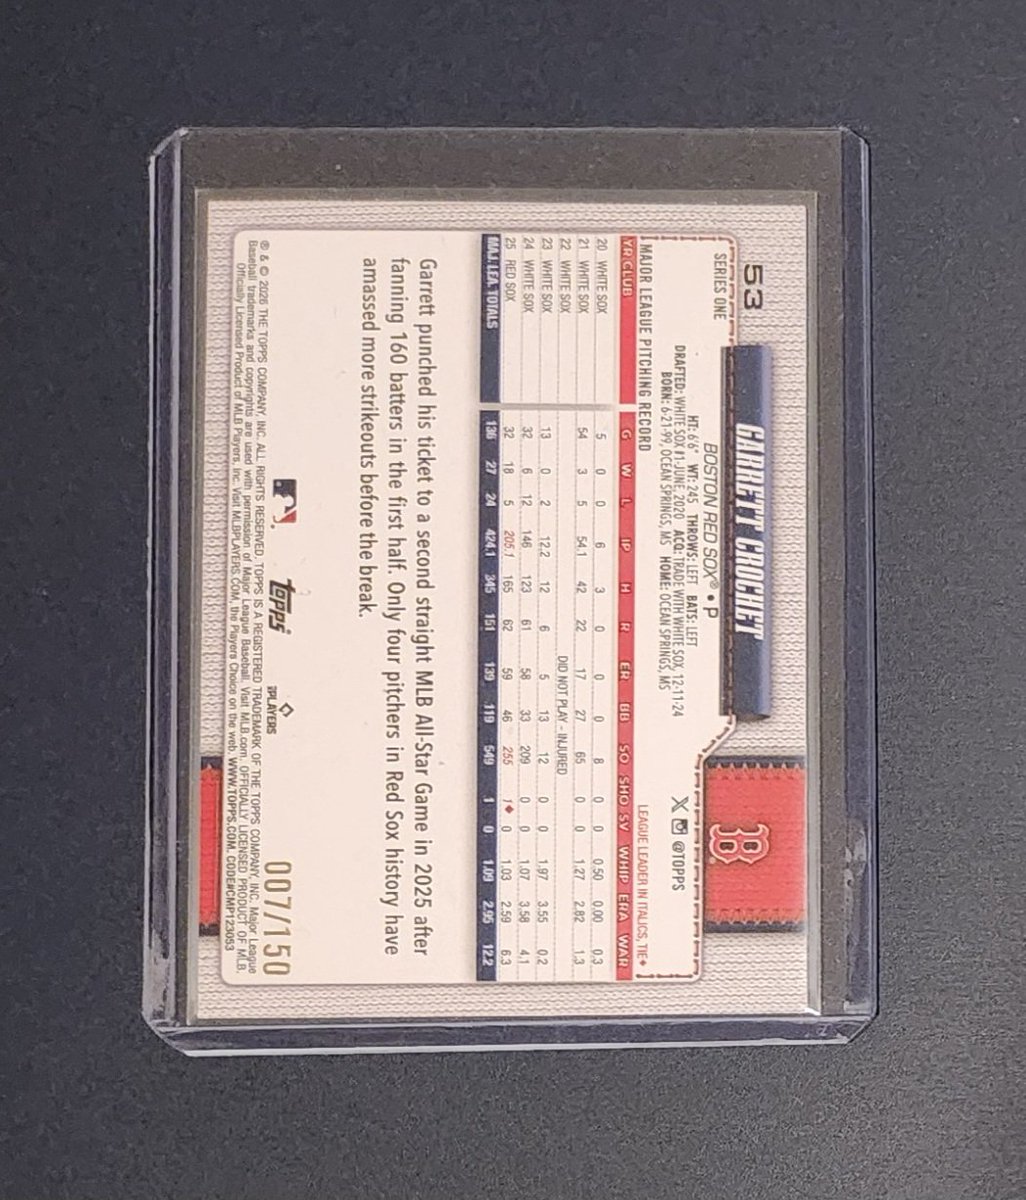 53
SERIES ONE
GARRETT CROCHET
BOSTON RED SOX® • P
HT: 6'6" WT: 245 THROWS: LEFT BATS: LEFT
DRAFTED: WHITE SOX #1-JUNE, 2020 ACQ: TRADE WITH WHITE SOX, 12-11-24
BORN: 6-21-99, OCEAN SPRINGS, MS HOME: OCEAN SPRINGS, MS
X @TOPPS
B
MAJOR LEAGUE PITCHING RECORD LEAGUE LEADER IN ITALICS, TIE♦
YR CLUB G W L IP H R ER BB SO SHO SV WHIP ERA WAR
20 WHITE SOX 5 0 0 6 3 0 0 0 8 0 0 0.50 0.00 0.3
21 WHITE SOX 54 3 5 54.1 42 22 17 27 65 0 0 1.27 2.82 1.3
22 WHITE SOX DID NOT PLAY - INJURED
23 WHITE SOX 13 0 2 12.2 12 6 5 13 12 0 0 1.97 3.55 0.2
24 WHITE SOX 32 6 12 146 123 61 58 33 209 0 0 1.07 3.58 4.1
25 RED SOX 32 18 5 205.1 165 62 59 46 255 1♦ 0 1.03 2.59 6.3
MAJ. LEA. TOTALS 136 27 24 424.1 345 151 139 119 549 1 0 1.09 2.95 12.2
Garrett punched his ticket to a second straight MLB All-Star Game in 2025 after
fanning 160 batters in the first half. Only four pitchers in Red Sox history have
amassed more strikeouts before the break.
topps
PLAYERS
007/150
® & © 2026 THE TOPPS COMPANY, INC. ALL RIGHTS RESERVED. TOPPS IS A REGISTERED TRADEMARK OF THE TOPPS COMPANY, INC. Major League
Baseball trademarks and copyrights are used with permission of Major League Baseball. Visit MLB.com. OFFICIALLY LICENSED PRODUCT OF MLB
Officially Licensed Product of MLB Players, Inc. Visit MLBPLAYERS.COM, the Players Choice on the web. WWW.TOPPS.COM. CODE#CMP123053